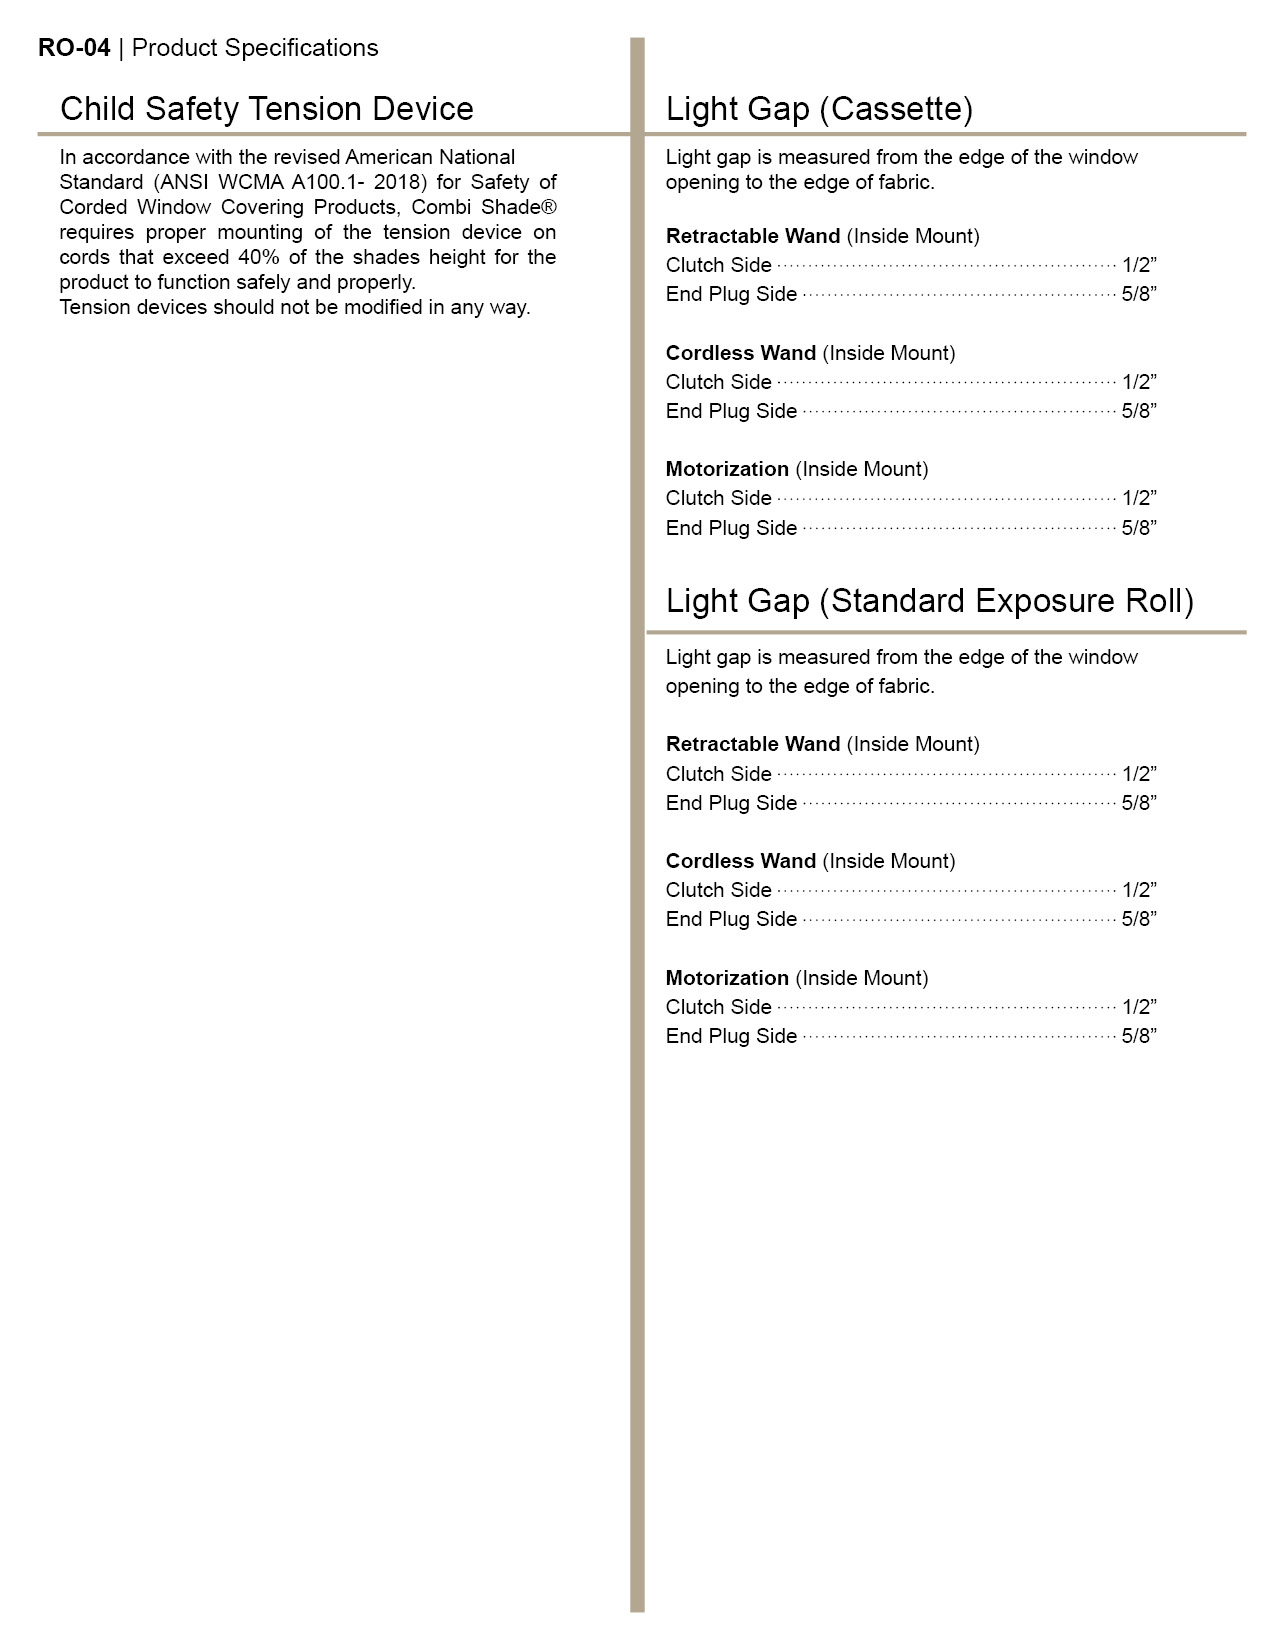 RO-04 | Product Specifications
Child Safety Tension Device
In accordance with the revised American National
Standard (ANSI WCMA A100.1- 2018) for Safety of
Corded Window Covering Products, Combi Shade®
requires proper mounting of the tension device on
cords that exceed 40% of the shades height for the
product to function safely and properly.
Tension devices should not be modified in any way.
Light Gap (Cassette)
Light gap is measured from the edge of the window
opening to the edge of fabric.
Retractable Wand (Inside Mount)
Clutch Side ........................................................ 1/2”
End Plug Side .................................................... 5/8”
Cordless Wand (Inside Mount)
Clutch Side ........................................................ 1/2”
End Plug Side .................................................... 5/8”
Motorization (Inside Mount)
Clutch Side ........................................................ 1/2”
End Plug Side .................................................... 5/8”
Light Gap (Standard Exposure Roll)
Light gap is measured from the edge of the window
opening to the edge of fabric.
Retractable Wand (Inside Mount)
Clutch Side ........................................................ 1/2”
End Plug Side .................................................... 5/8”
Cordless Wand (Inside Mount)
Clutch Side ........................................................ 1/2”
End Plug Side .................................................... 5/8”
Motorization (Inside Mount)
Clutch Side ........................................................ 1/2”
End Plug Side .................................................... 5/8”